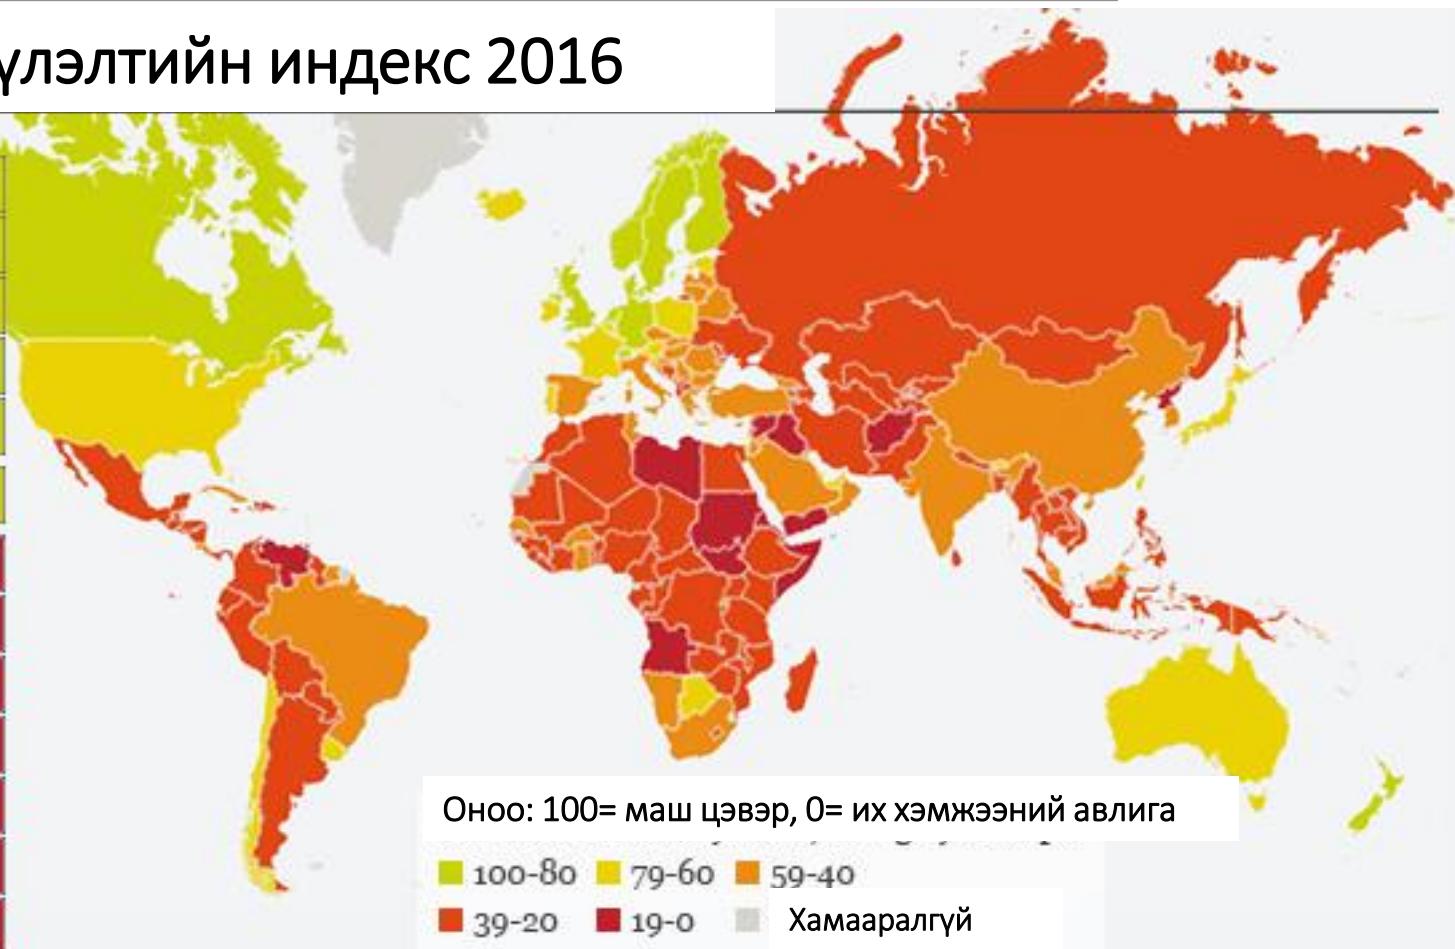 үлэлтийн индекс 2016
Оноо: 100= маш цэвэр, 0= их хэмжээний авлига
100-80 79-60 59-40
39-20 19-0 Хамааралгүй